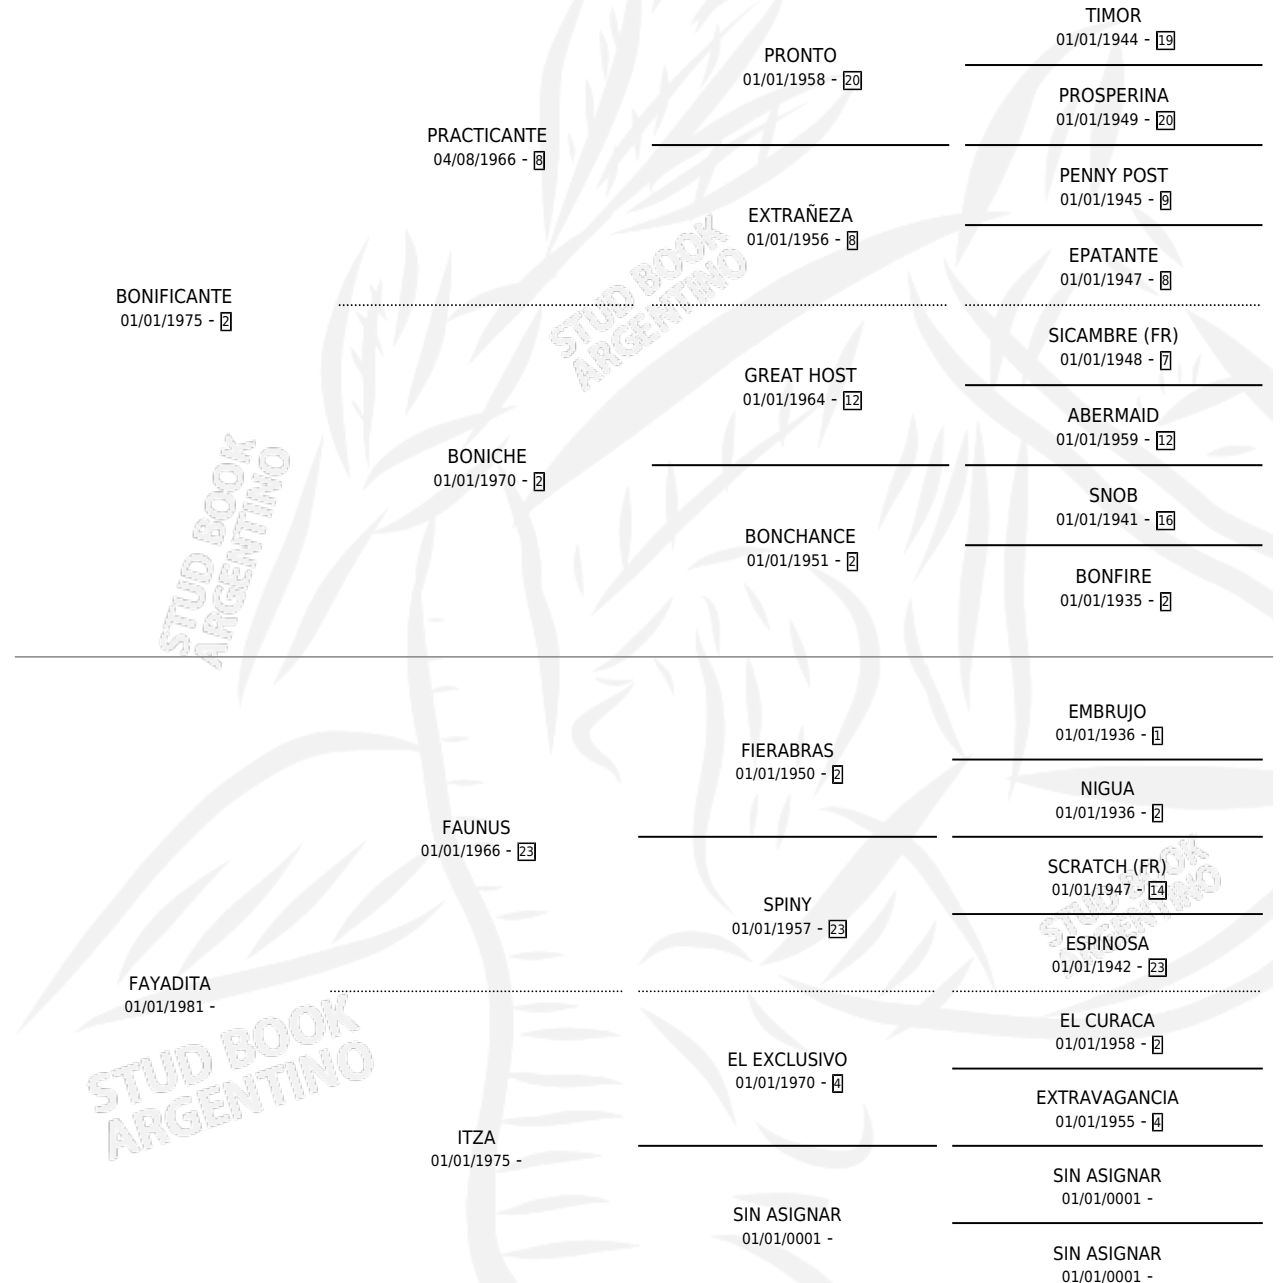 TIMOR
01/01/1944 - 19
PRONTO
01/01/1958 - 20
PROSPERINA
01/01/1949 - 20
PRACTICANTE
04/08/1966 - 8
PENNY POST
01/01/1945 - 9
EXTRAÑEZA
01/01/1956 - 8
EPATANTE
01/01/1947 - 8
BONIFICANTE
01/01/1975 - 2
SICAMBRE (FR)
01/01/1948 - 7
GREAT HOST
01/01/1964 - 12
ABERMAID
01/01/1959 - 12
BONICHE
01/01/1970 - 2
SNOB
01/01/1941 - 16
BONCHANCE
01/01/1951 - 2
BONFIRE
01/01/1935 - 2
EMBRUJO
01/01/1936 - 1
FIERABRAS
01/01/1950 - 2
NIGUA
01/01/1936 - 2
FAUNUS
01/01/1966 - 23
SCRATCH (FR)
01/01/1947 - 14
SPINY
01/01/1957 - 23
ESPINOSA
01/01/1942 - 23
FAYADITA
01/01/1981 -
EL CURACA
01/01/1958 - 2
EL EXCLUSIVO
01/01/1970 - 4
EXTRAVAGANCIA
01/01/1955 - 4
ITZA
01/01/1975 -
SIN ASIGNAR
01/01/0001 -
SIN ASIGNAR
01/01/0001 -
SIN ASIGNAR
01/01/0001 -
STUD BOOK
ARGENTINO
STUD BOOK
ARGENTINO
STUD BOOK
ARGENTINO
STUD BOOK
ARGENTINO